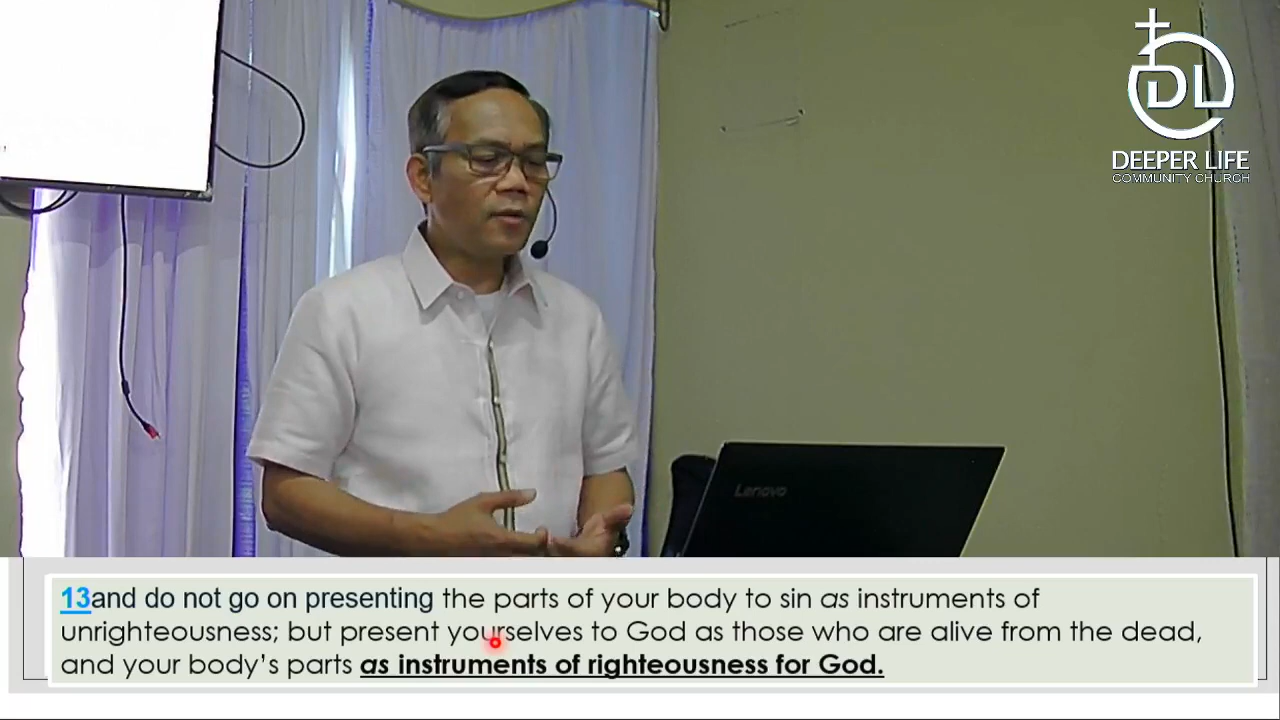 DL
DEEPER LIFE
COMMUNITY CHURCH
Lenovo
13and do not go on presenting the parts of your body to sin as instruments of
unrighteousness; but present yourselves to God as those who are alive from the dead,
and your body’s parts as instruments of righteousness for God.